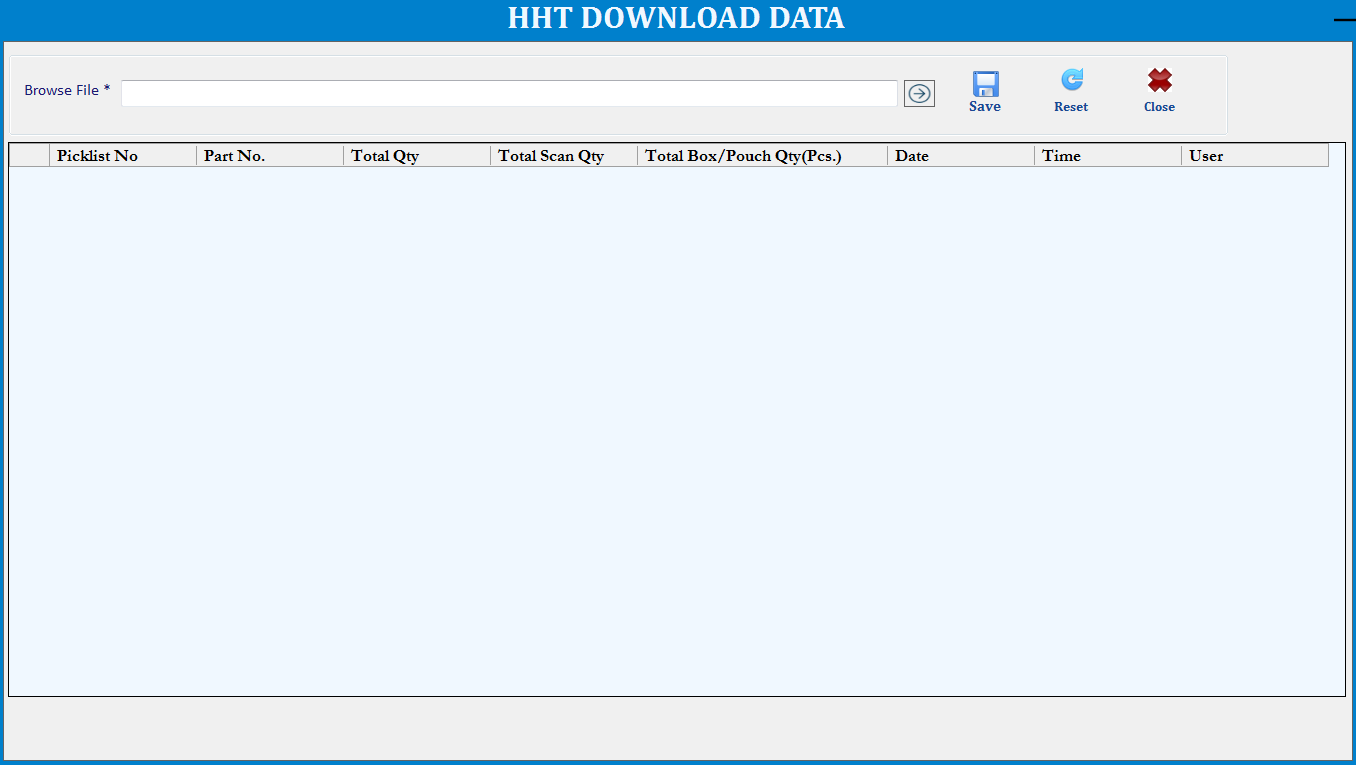 HHT DOWNLOAD DATA
Browse File *
Save Reset Close
Picklist No Part No. Total Qty Total Scan Qty Total Box/Pouch Qty(Pcs.) Date Time User